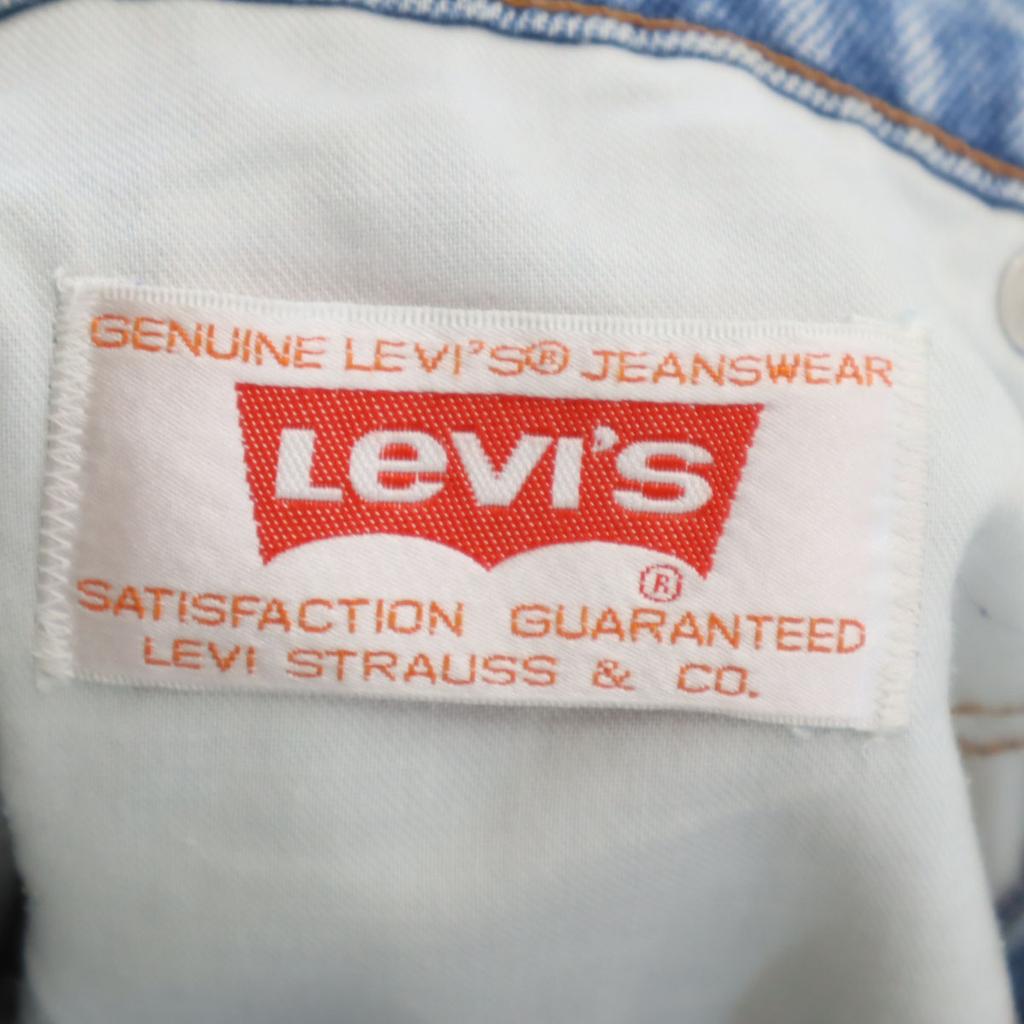 GENUINE LEVI'S® JEANSWEAR
Levi's
®
SATISFACTION GUARANTEED
LEVI STRAUSS & CO.